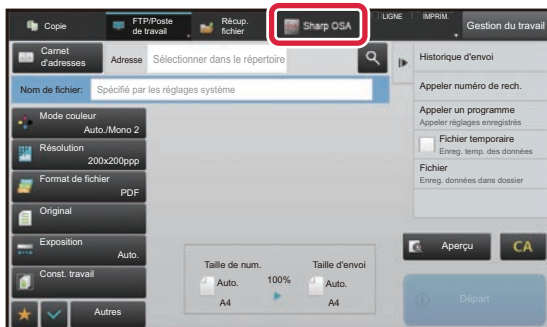 Copie
FTP/Poste
de travail
Récup.
fichier
Sharp OSA
LIGNE
IMPRIM.
Gestion du travail
Carnet
d'adresses
Adresse
Sélectionner dans le répertoire
Historique d'envoi
Nom de fichier:
Spécifié par les réglages système
Appeler numéro de rech.
Mode couleur
Auto./Mono 2
Appeler un programme
Appeler réglages enregistrés
Résolution
200x200ppp
Fichier temporaire
Enreg. temp. des données
Format de fichier
PDF
Fichier
Enreg. données dans dossier
Original
Exposition
Auto.
Aperçu
CA
Const. travail
Taille de num.
Taille d'envoi
Auto.
100%
Auto.
A4
A4
Autres
Départ